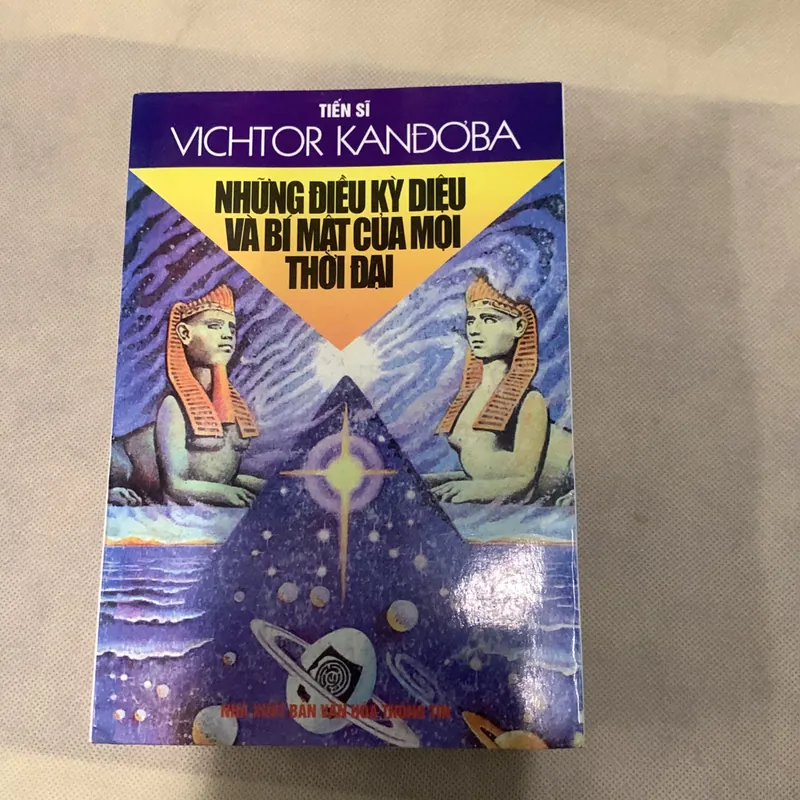 TIẾN SĨ
VICHTOR KANĐƠBA
NHỮNG ĐIỀU KỲ DIỆU
VÀ BÍ MẬT CỦA MỌI
THỜI ĐẠI
NHÀ XUẤT BẢN VĂN HÓA THÔNG TIN